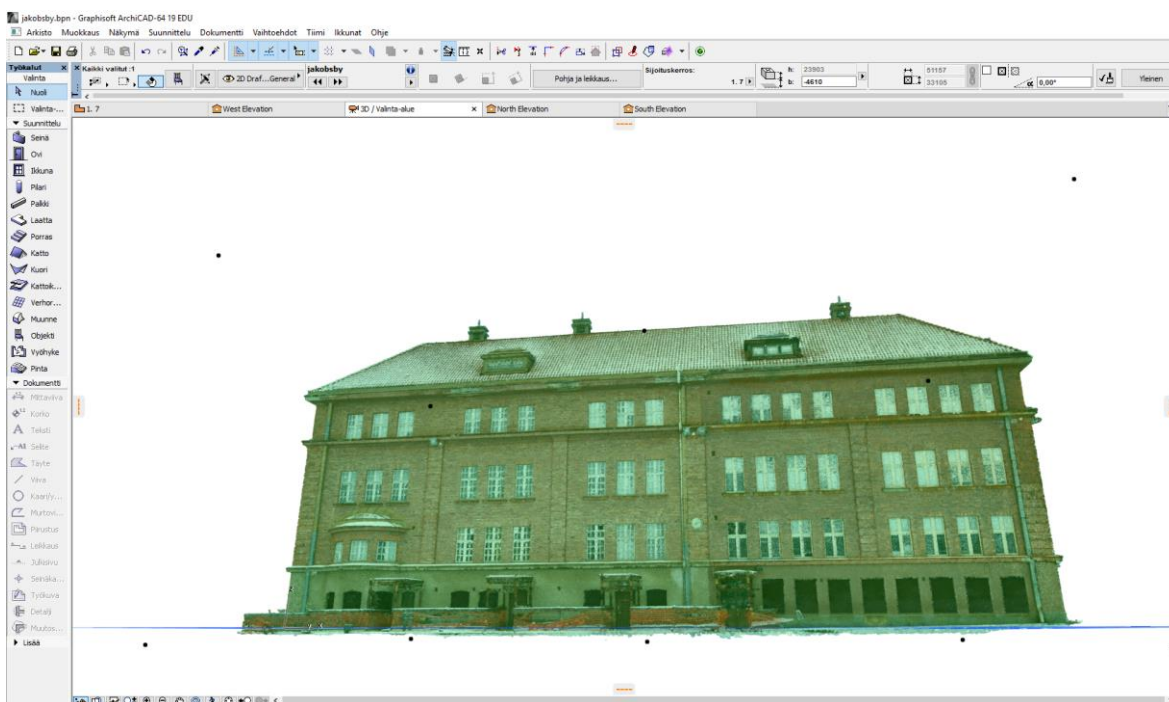 jakobsby.bpn - Graphisoft ArchiCAD-64 19 EDU
Arkisto Muokkaus Näkymä Suunnittelu Dokumentti Vaihtoehdot Tiimi Ikkunat Ohje
Työkalut
Valinta
Kaikki valitut :1
2D Draf...General
jakobsby
Pohja ja leikkaus...
Sijoituskerros:
1. 7
h: 23903
b: -4610
51157
33105
0,00°
Yleinen
Nuoli
Valinta-...
1. 7
West Elevation
3D / Valinta-alue
North Elevation
South Elevation
Suunnittelu
Seinä
Ovi
Ikkuna
Pilari
Palkki
Laatta
Porras
Katto
Kuori
Kattoik...
Verhor...
Muunne
Objekti
Vyöhyke
Pinta
Dokumentti
Mittaviiva
Korko
Teksti
Selite
Täyte
Viiva
Kaari/y...
Murtovi...
Piirustus
Leikkaus
Julkisivu
Seinäka...
Työkuva
Detalji
Muutos...
Lisää